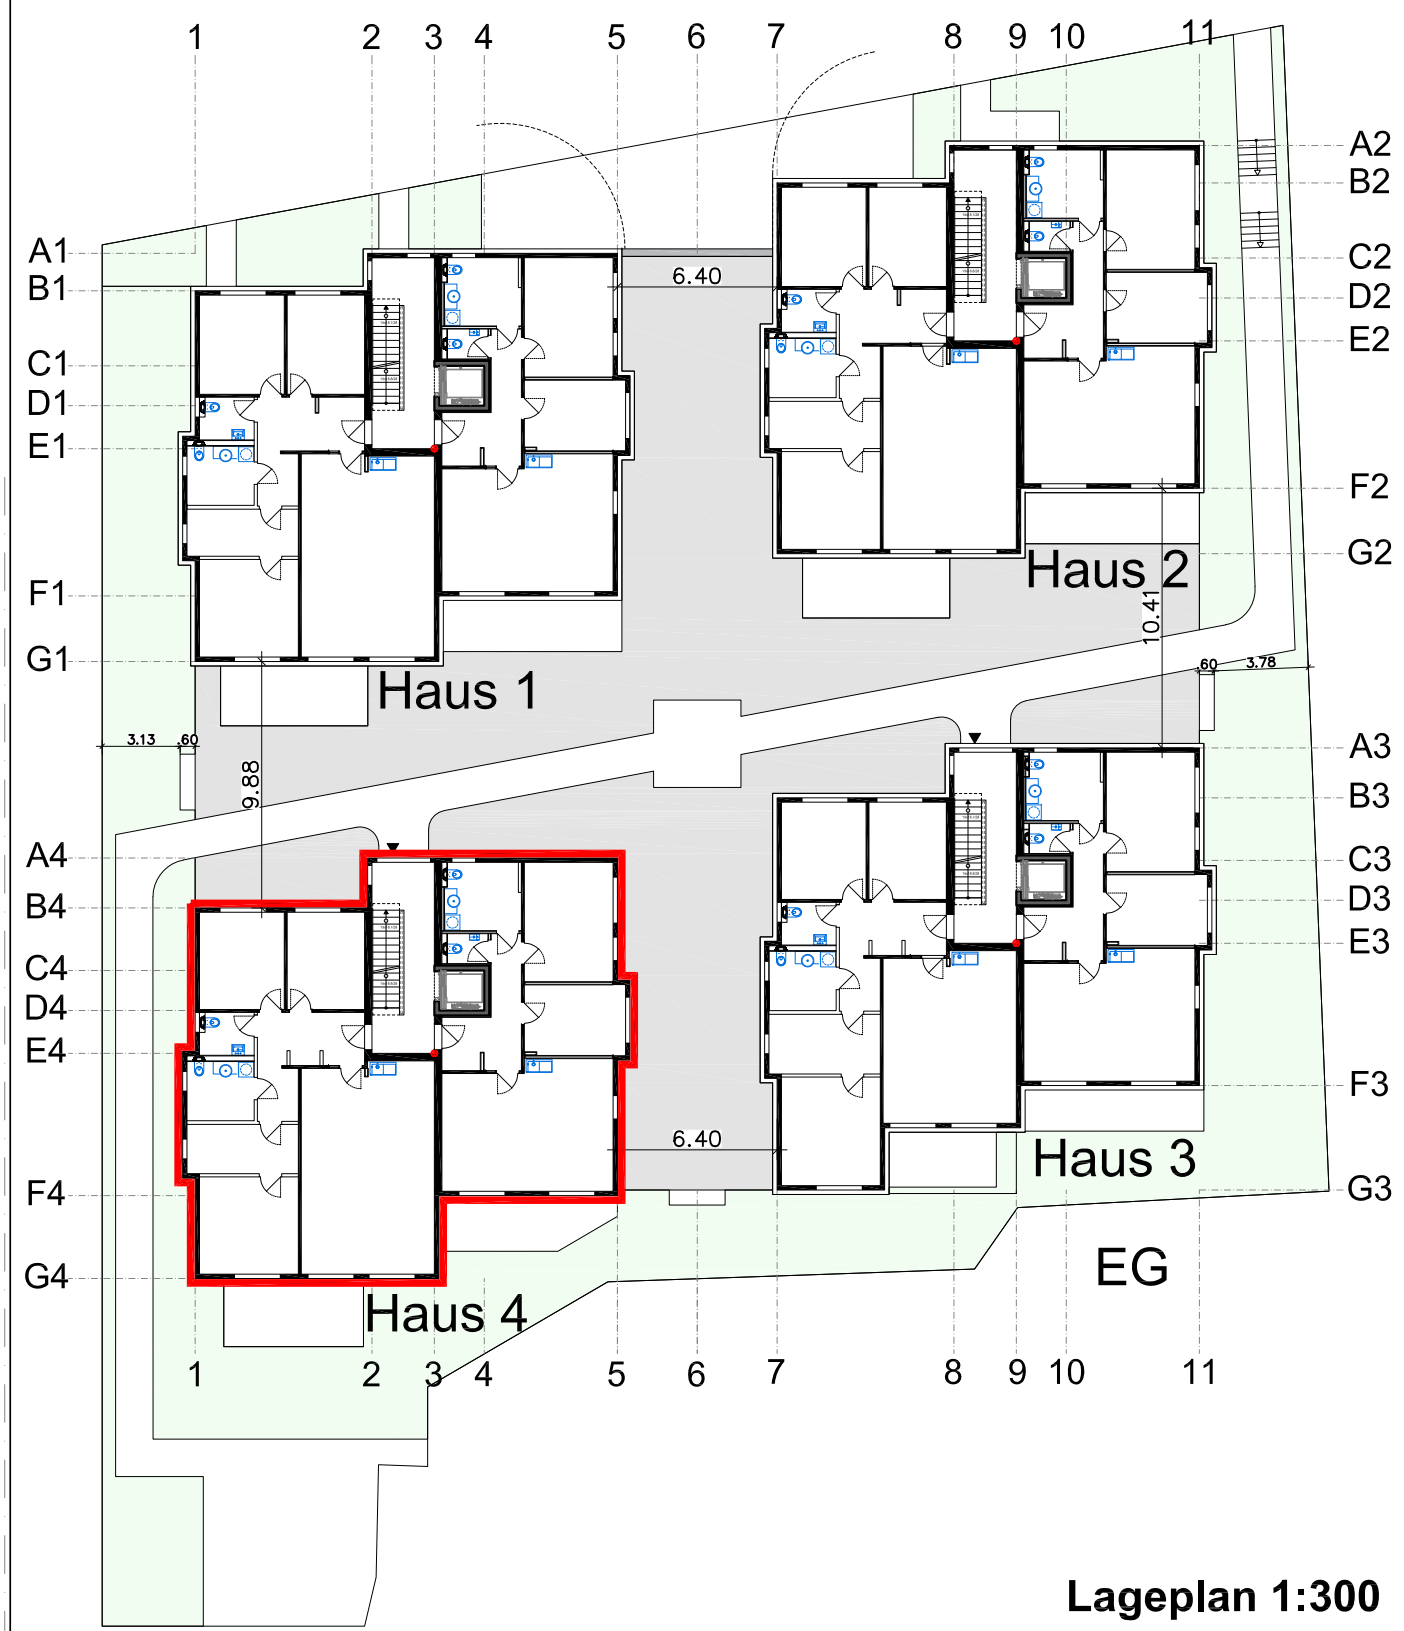 1 2 3 4 5 6 7 8 9 10 11
A2
B2
A1
C2
B1
6.40
D2
E2
C1
D1
E1
F2
G2
Haus 2
F1
10.41
G1
.60 3.78
Haus 1
3.13 .60
A3
9.88
B3
A4
C3
B4
D3
E3
C4
D4
E4
F3
6.40
Haus 3
F4
G3
EG
G4
Haus 4
1 2 3 4 5 6 7 8 9 10 11
Lageplan 1:300